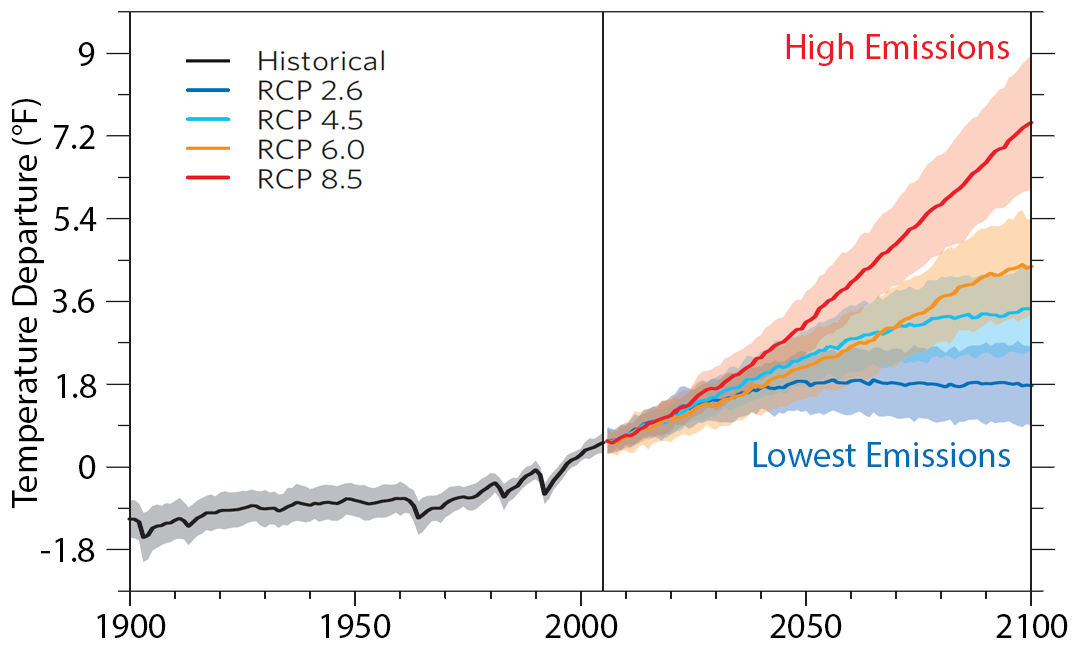 High Emissions
Historical
RCP 2.6
RCP 4.5
RCP 6.0
RCP 8.5
Temperature Departure (°F)
9
7.2
5.4
3.6
1.8
0
-1.8
Lowest Emissions
1900
1950
2000
2050
2100